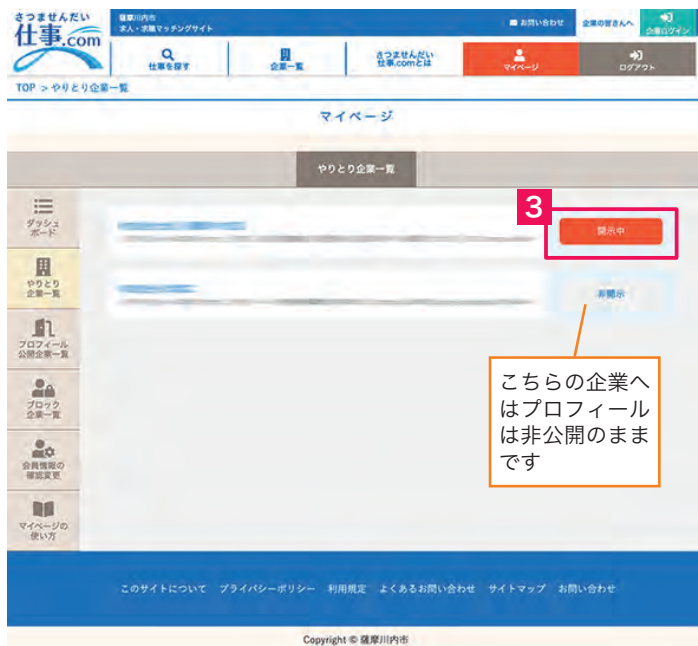 さつませんだい
仕事.com
薩摩川内市
求人・求職マッチングサイト
お問い合わせ
企業の皆さんへ
企業ログイン
仕事を探す
企業一覧
さつませんだい
仕事.comとは
マイページ
ログアウト
TOP > やりとり企業一覧
マイページ
やりとり企業一覧
ダッシュ
ボード
やりとり
企業一覧
プロフィール
公開企業一覧
ブロック
企業一覧
会員情報の
確認変更
マイページの
使い方
3
開示中
非開示
こちらの企業へ
はプロフィール
は非公開のまま
です
このサイトについて プライバシーポリシー 利用規定 よくあるお問い合わせ サイトマップ お問い合わせ
Copyright © 薩摩川内市